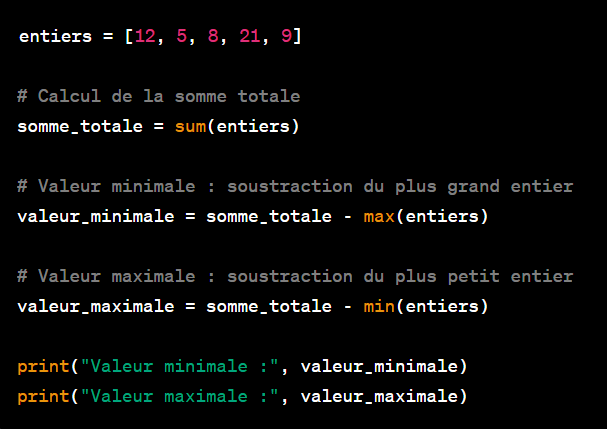 entiers = [12, 5, 8, 21, 9]
# Calcul de la somme totale
somme_totale = sum(entiers)
# Valeur minimale : soustraction du plus grand entier
valeur_minimale = somme_totale - max(entiers)
# Valeur maximale : soustraction du plus petit entier
valeur_maximale = somme_totale - min(entiers)
print("Valeur minimale :", valeur_minimale)
print("Valeur maximale :", valeur_maximale)